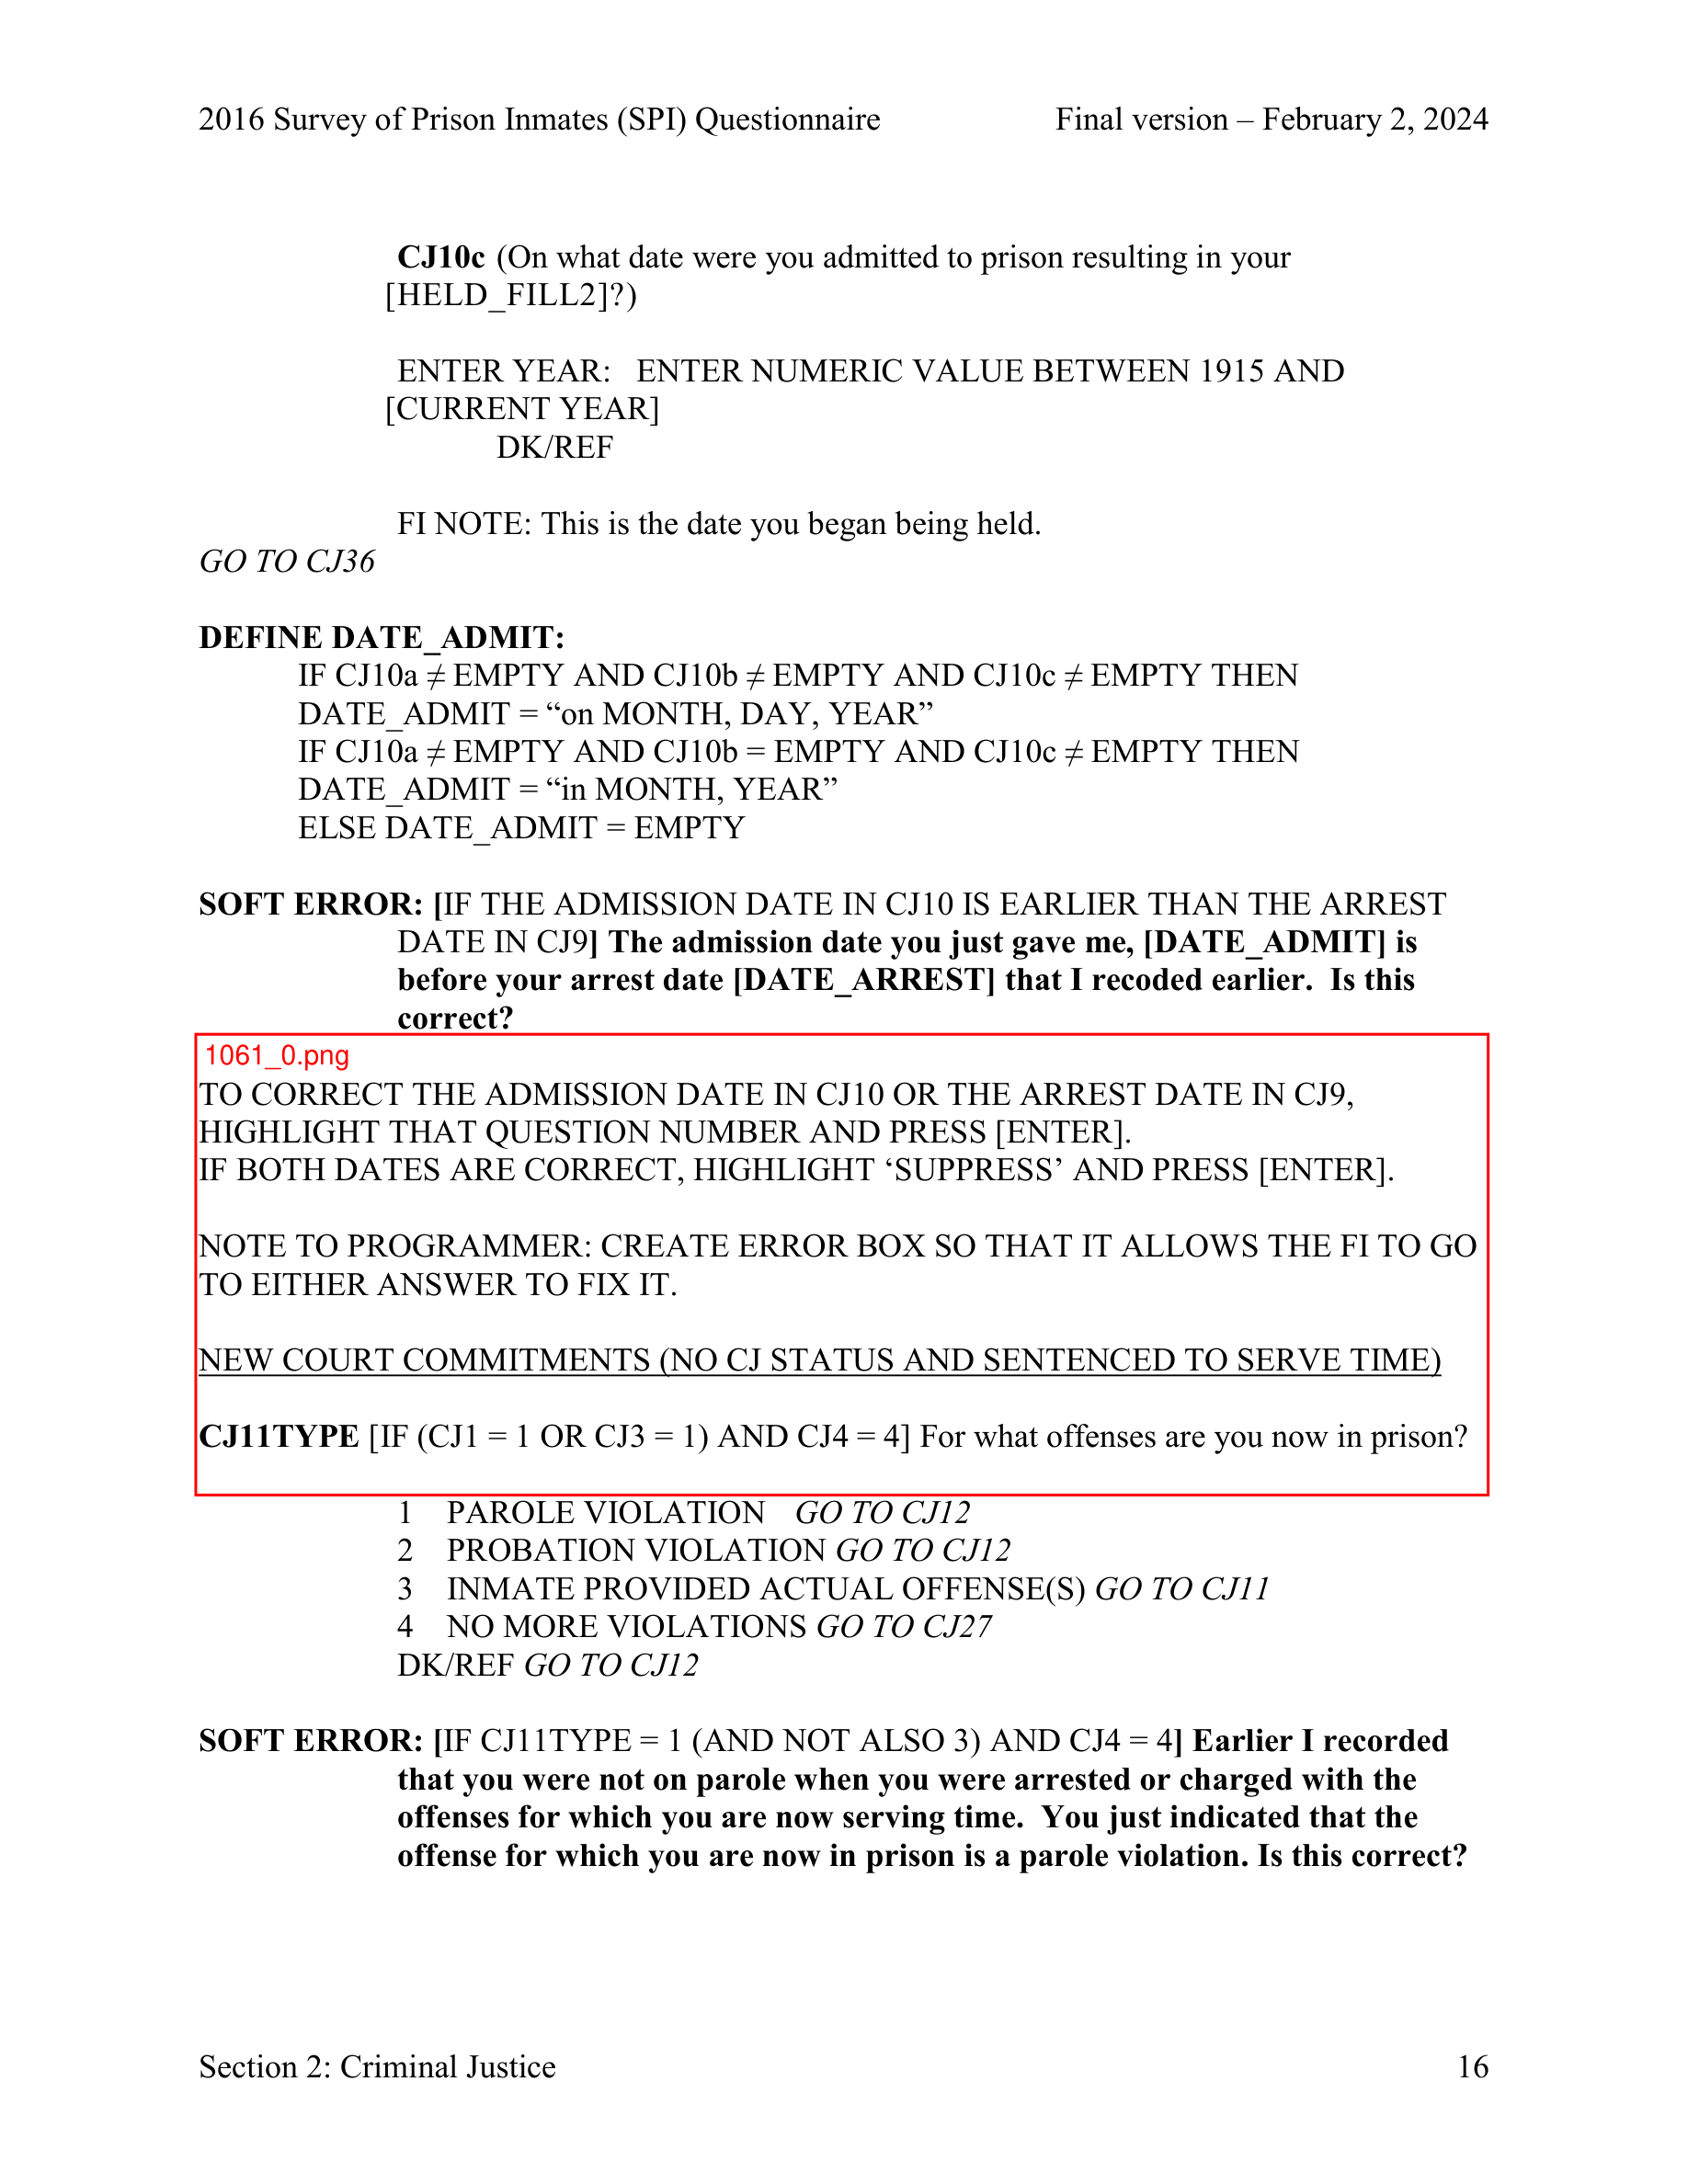 2016 Survey of Prison Inmates (SPI) Questionnaire Final version – February 2, 2024
CJ10c (On what date were you admitted to prison resulting in your
[HELD_FILL2]?)
ENTER YEAR: ENTER NUMERIC VALUE BETWEEN 1915 AND
[CURRENT YEAR]
DK/REF
FI NOTE: This is the date you began being held.
GO TO CJ36
DEFINE DATE_ADMIT:
IF CJ10a ≠ EMPTY AND CJ10b ≠ EMPTY AND CJ10c ≠ EMPTY THEN
DATE_ADMIT = “on MONTH, DAY, YEAR”
IF CJ10a ≠ EMPTY AND CJ10b = EMPTY AND CJ10c ≠ EMPTY THEN
DATE_ADMIT = “in MONTH, YEAR”
ELSE DATE_ADMIT = EMPTY
SOFT ERROR: [IF THE ADMISSION DATE IN CJ10 IS EARLIER THAN THE ARREST
DATE IN CJ9] The admission date you just gave me, [DATE_ADMIT] is
before your arrest date [DATE_ARREST] that I recoded earlier. Is this
correct?
1061_0.png
TO CORRECT THE ADMISSION DATE IN CJ10 OR THE ARREST DATE IN CJ9,
HIGHLIGHT THAT QUESTION NUMBER AND PRESS [ENTER].
IF BOTH DATES ARE CORRECT, HIGHLIGHT ‘SUPPRESS’ AND PRESS [ENTER].
NOTE TO PROGRAMMER: CREATE ERROR BOX SO THAT IT ALLOWS THE FI TO GO
TO EITHER ANSWER TO FIX IT.
NEW COURT COMMITMENTS (NO CJ STATUS AND SENTENCED TO SERVE TIME)
CJ11TYPE [IF (CJ1 = 1 OR CJ3 = 1) AND CJ4 = 4] For what offenses are you now in prison?
1 PAROLE VIOLATION GO TO CJ12
2 PROBATION VIOLATION GO TO CJ12
3 INMATE PROVIDED ACTUAL OFFENSE(S) GO TO CJ11
4 NO MORE VIOLATIONS GO TO CJ27
DK/REF GO TO CJ12
SOFT ERROR: [IF CJ11TYPE = 1 (AND NOT ALSO 3) AND CJ4 = 4] Earlier I recorded
that you were not on parole when you were arrested or charged with the
offenses for which you are now serving time. You just indicated that the
offense for which you are now in prison is a parole violation. Is this correct?
Section 2: Criminal Justice 16